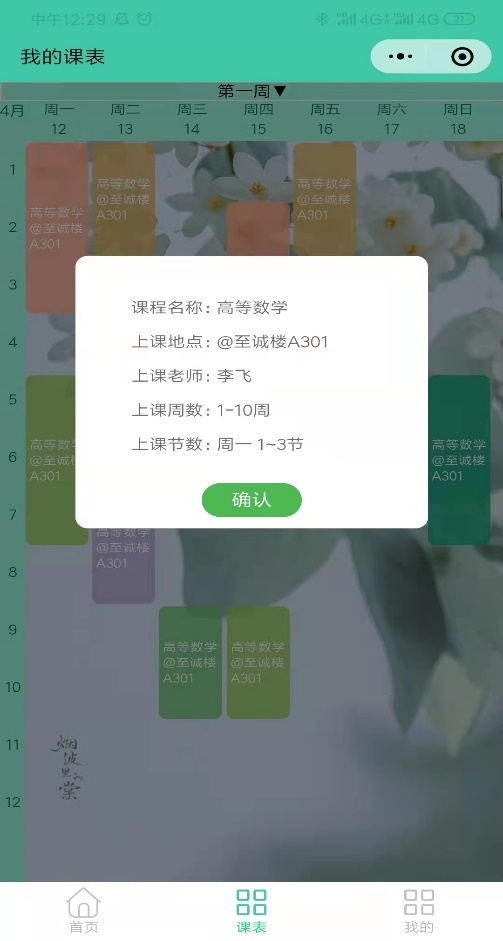 中午12:29
4G 4G 21
我的课表
第一周▼
4月 周一 周二 周三 周四 周五 周六 周日
12 13 14 15 16 17 18
1
高等数学
@至诚楼
A301
高等数学
@至诚楼
A301
高等数学
@至诚楼
A301
2
3
课程名称：高等数学
上课地点：@至诚楼A301
上课老师：李飞
上课周数：1-10周
上课节数：周一 1~3节
确认
4
5
高等数学
@至诚楼
A301
高等数学
@至诚楼
A301
6
7
高等数学
@至诚楼
A301
8
9
高等数学
@至诚楼
A301
高等数学
@至诚楼
A301
10
11
烟波里
棠
12
首页 课表 我的